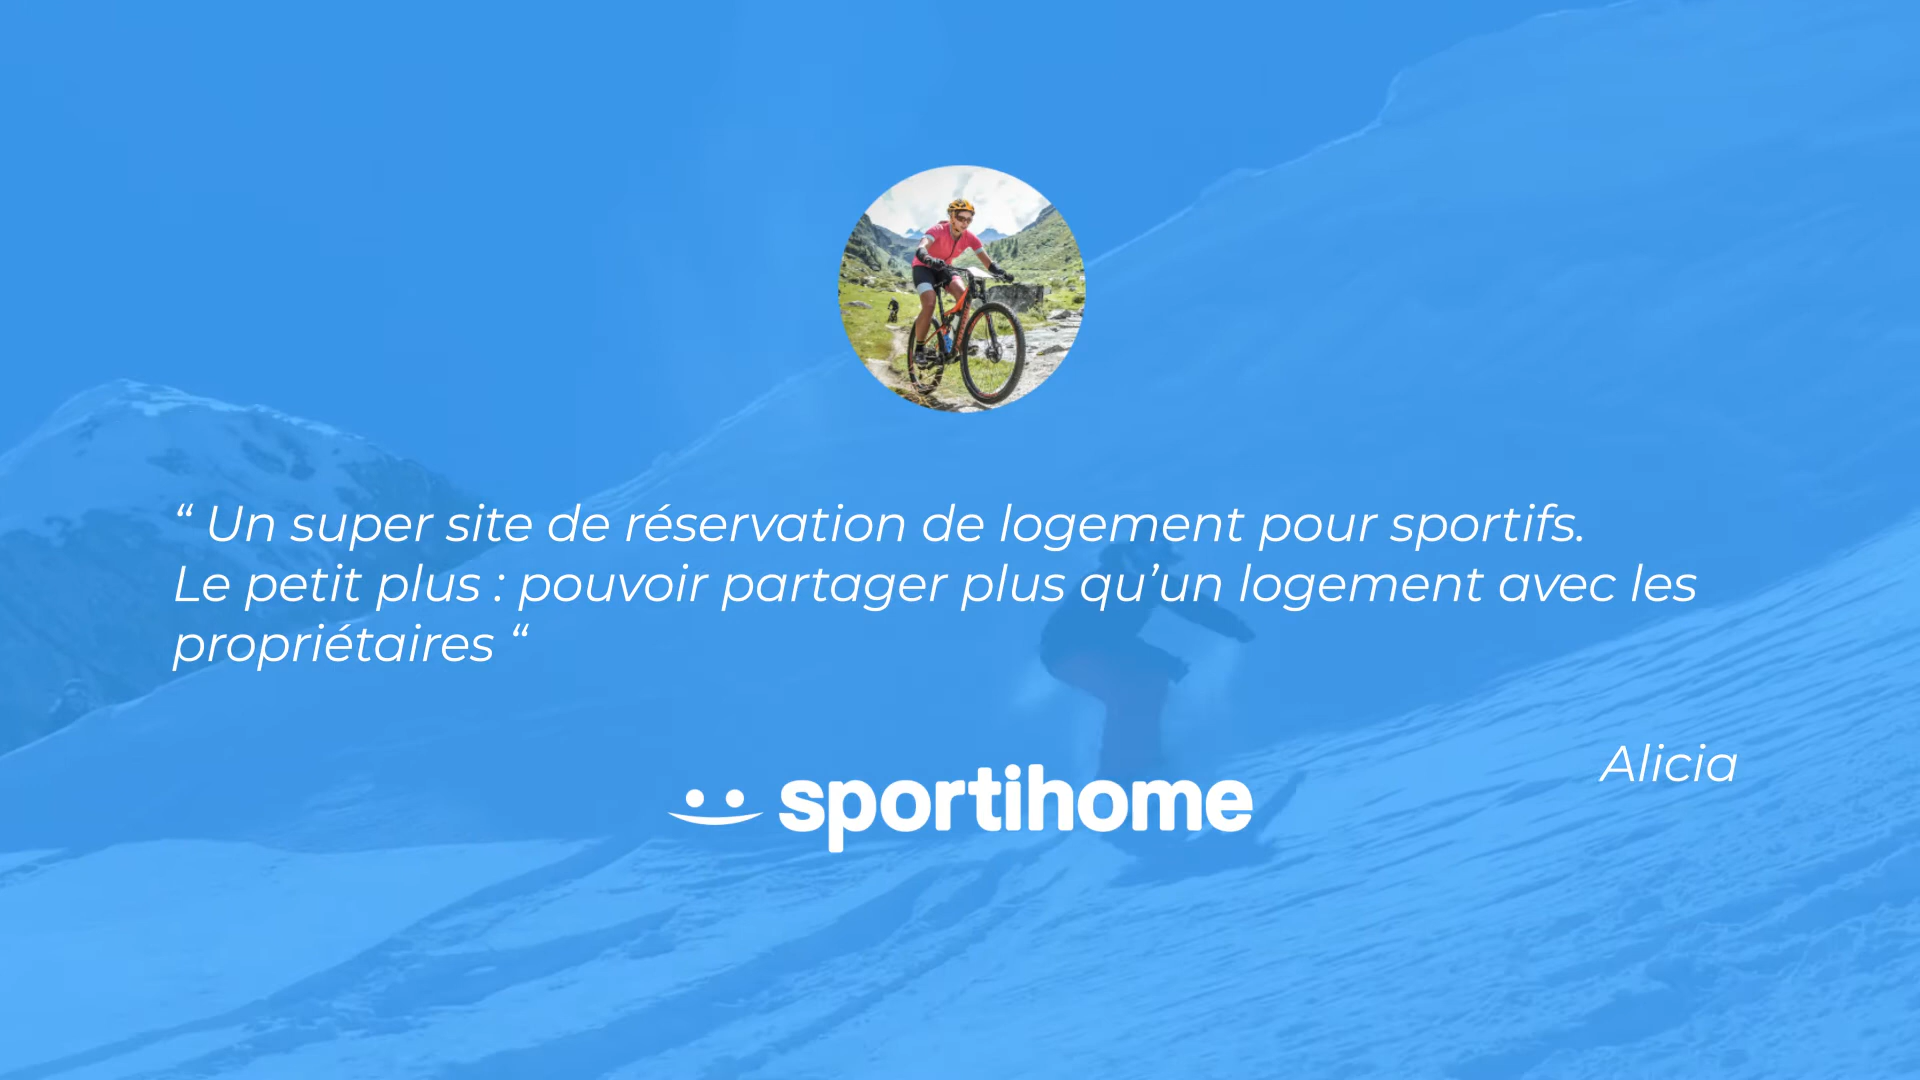 “ Un super site de réservation de logement pour sportifs.
Le petit plus : pouvoir partager plus qu’un logement avec les
propriétaires “
Alicia
sportihome